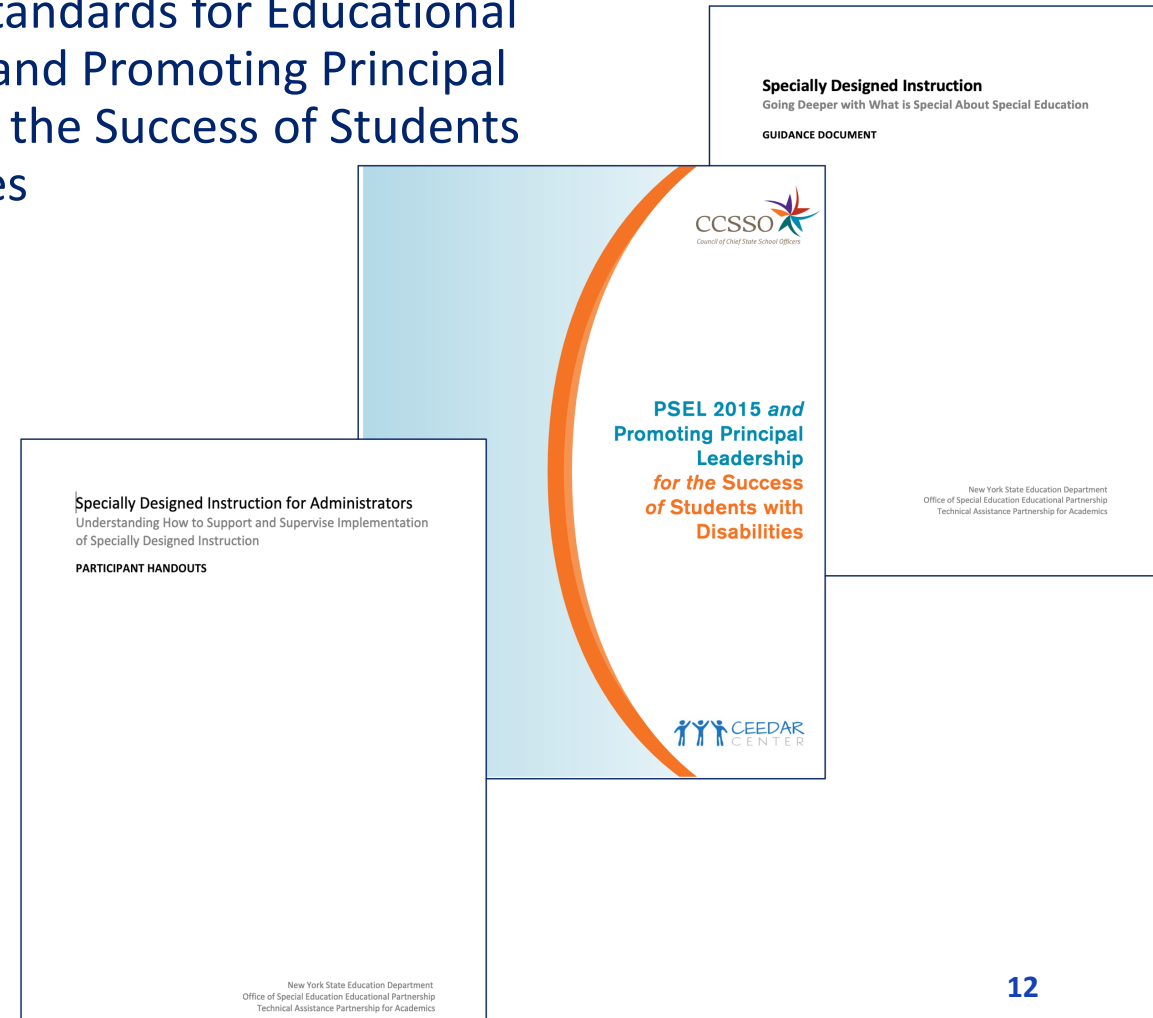 tandards for Educational
and Promoting Principal
the Success of Students
es
Specially Designed Instruction
Going Deeper with What is Special About Special Education
GUIDANCE DOCUMENT
New York State Education Department
Office of Special Education Educational Partnership
Technical Assistance Partnership for Academics
CCSSO
Council of Chief State School Officers
PSEL 2015 and
Promoting Principal
Leadership
for the Success
of Students with
Disabilities
CEEDAR
CENTER
Specially Designed Instruction for Administrators
Understanding How to Support and Supervise Implementation
of Specially Designed Instruction
PARTICIPANT HANDOUTS
New York State Education Department
Office of Special Education Educational Partnership
Technical Assistance Partnership for Academics
12